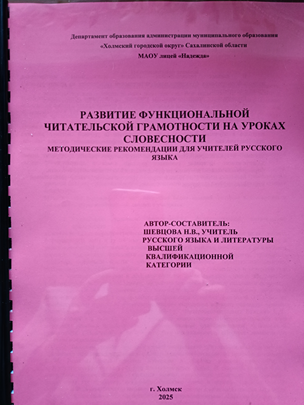 Департамент образования администрации муниципального образования
«Холмский городской округ» Сахалинской области
МАОУ лицей «Надежда»
РАЗВИТИЕ ФУНКЦИОНАЛЬНОЙ
ЧИТАТЕЛЬСКОЙ ГРАМОТНОСТИ НА УРОКАХ
СЛОВЕСНОСТИ
МЕТОДИЧЕСКИЕ РЕКОМЕНДАЦИИ ДЛЯ УЧИТЕЛЕЙ РУССКОГО
ЯЗЫКА
АВТОР-СОСТАВИТЕЛЬ:
ШЕВЦОВА Н.В., УЧИТЕЛЬ
РУССКОГО ЯЗЫКА И ЛИТЕРАТУРЫ
ВЫСШЕЙ
КВАЛИФИКАЦИОННОЙ
КАТЕГОРИИ
г. Холмск
2025